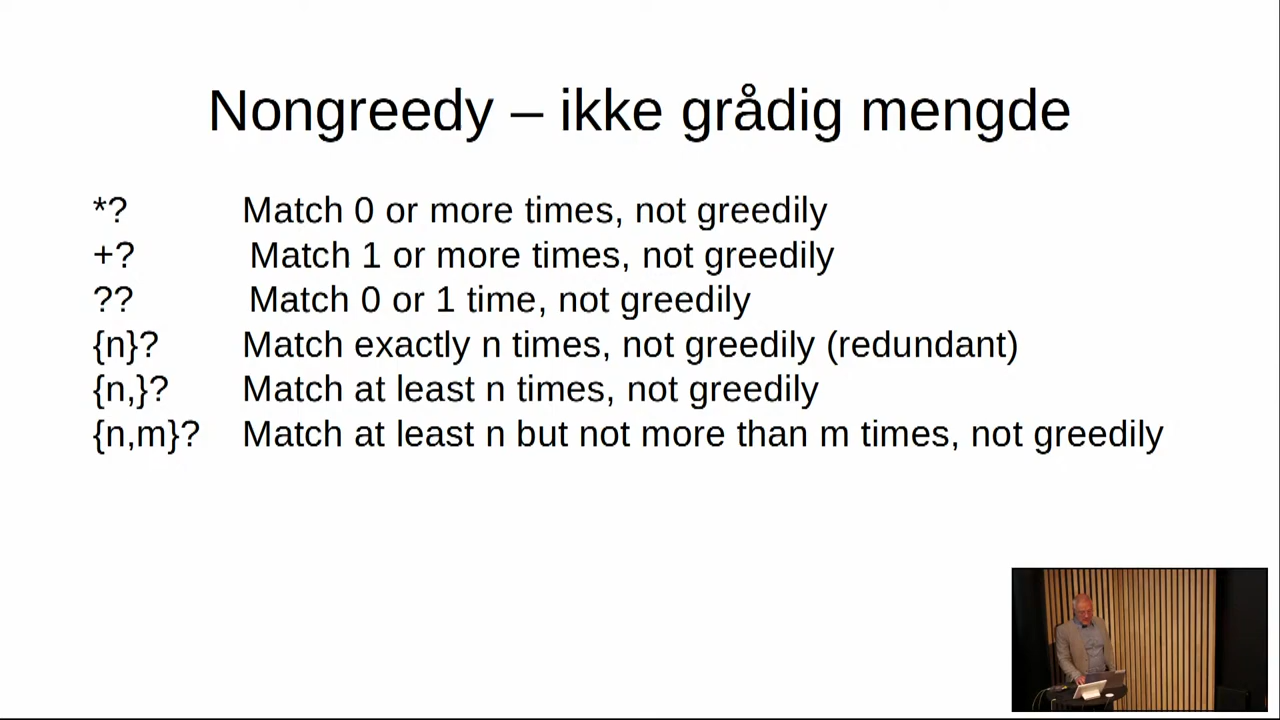 Nongreedy – ikke grådig mengde
*? Match 0 or more times, not greedily
+? Match 1 or more times, not greedily
?? Match 0 or 1 time, not greedily
{n}? Match exactly n times, not greedily (redundant)
{n,}? Match at least n times, not greedily
{n,m}? Match at least n but not more than m times, not greedily